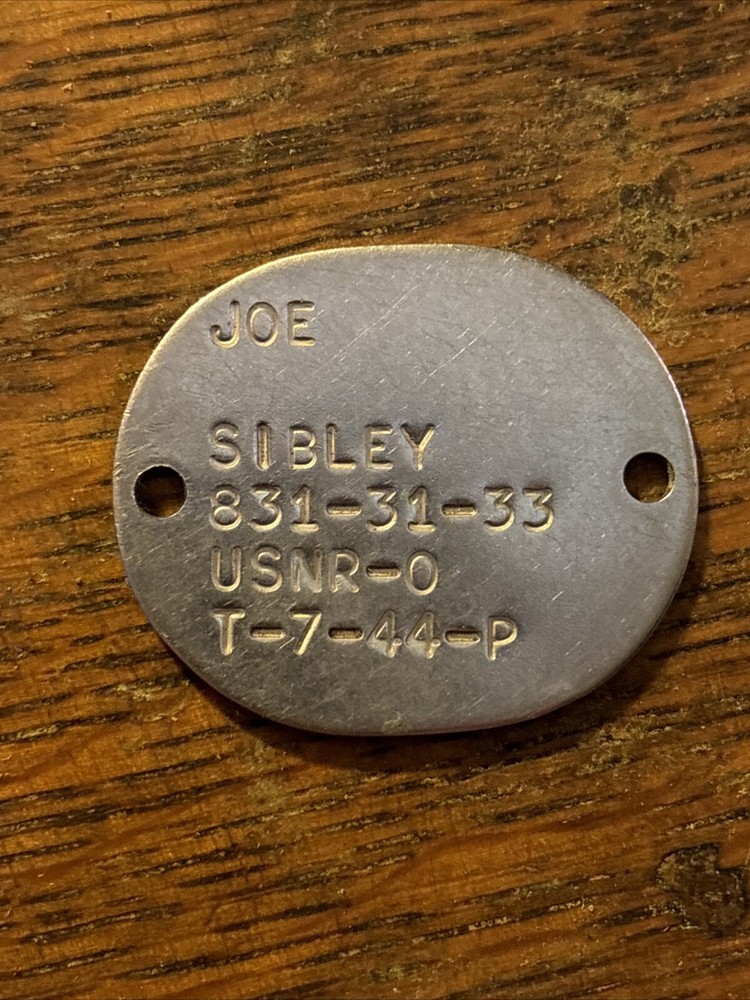 JOE
SIBLEY
831-31-33
USNR-O
T-7-44-P